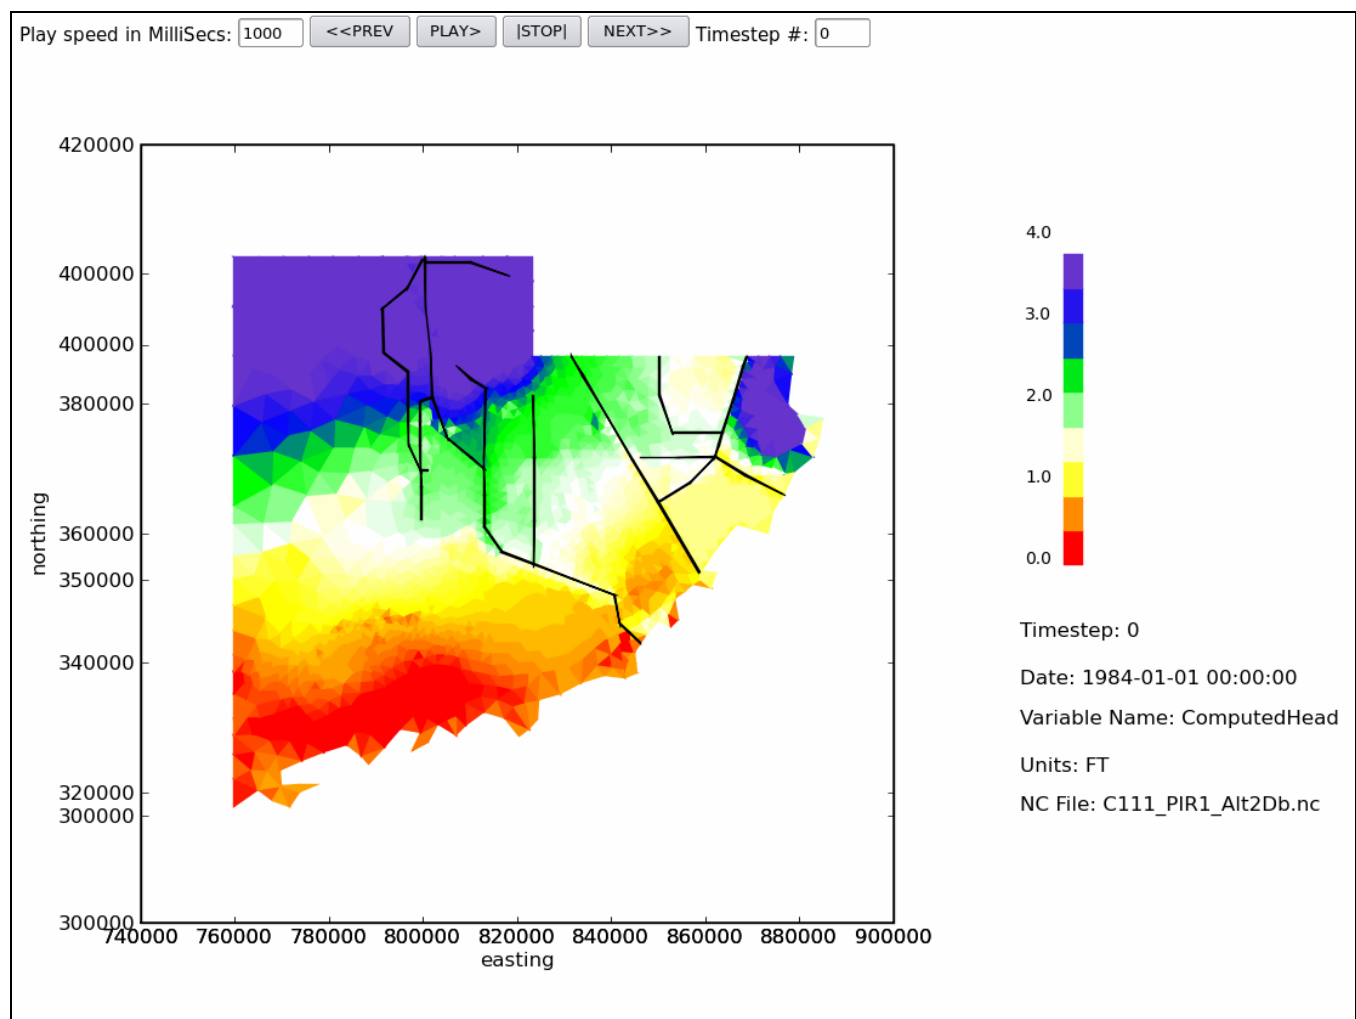 Play speed in MilliSecs: 1000 <<PREV PLAY> |STOP| NEXT>> Timestep #: 0
420000
400000
400000
380000
360000
350000
340000
320000
300000
300000
northing
740000 760000 780000 800000 820000 840000 860000 880000 900000
easting
4.0
3.0
2.0
1.0
0.0
Timestep: 0
Date: 1984-01-01 00:00:00
Variable Name: ComputedHead
Units: FT
NC File: C111_PIR1_Alt2Db.nc